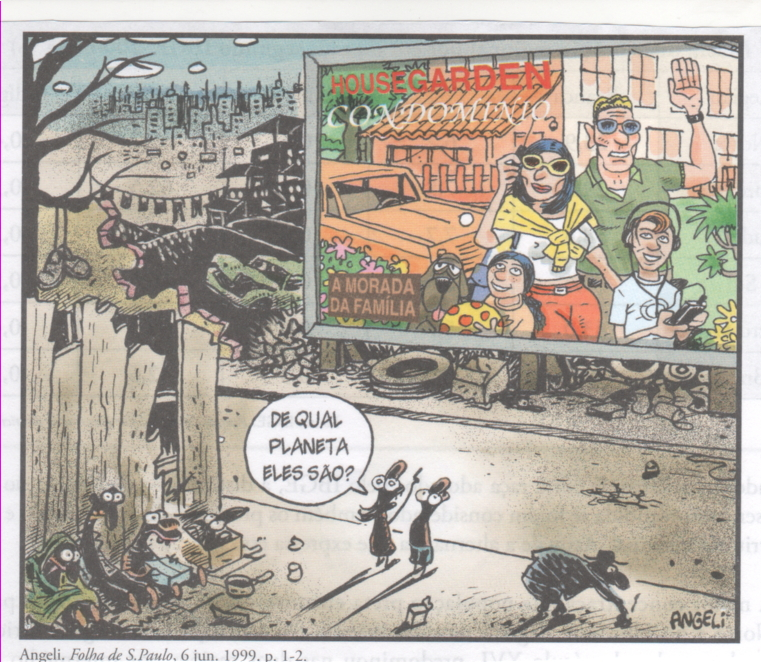 HOUSEGARDEN
CONDOMINIO
A MORADA
DA FAMÍLIA
DE QUAL
PLANETA
ELES SÃO?
ANGELi
Angeli. Folha de S.Paulo, 6 jun. 1999, p. 1-2.